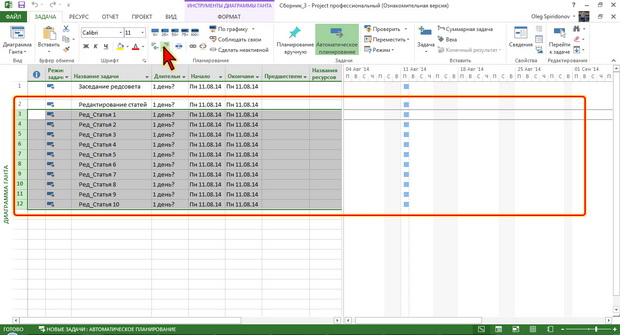 ИНСТРУМЕНТЫ ДИАГРАММЫ ГАНТА
Сборник_3 - Project профессиональный (Ознакомительная версия)
ФАЙЛ ЗАДАЧА РЕСУРС ОТЧЕТ ПРОЕКТ ВИД ФОРМАТ
Oleg Spiridonov
Диаграмма Ганта
Вставить
Calibri 11
По графику
Соблюдать связи
Сделать неактивной
Планирование вручную
Автоматическое планирование
Проверить
Переместить
Режим
Задача
Суммарная задача
Веха
Конечный результат
Сведения
Перейти к задаче
Вид Буфер обмена Шрифт Планирование Задачи Вставить Свойства Редактирование
Режим задачи Название задачи Длительн Начало Окончани Предшествен Названия ресурсов
04 Авг '14 11 Авг '14 18 Авг '14 25 Авг '14 01 Сен '14
1 Заседание редсовета 1 день? Пн 11.08.14 Пн 11.08.14
2 Редактирование статей 1 день? Пн 11.08.14 Пн 11.08.14
3 Ред_Статья 1 1 день? Пн 11.08.14 Пн 11.08.14
4 Ред_Статья 2 1 день? Пн 11.08.14 Пн 11.08.14
5 Ред_Статья 3 1 день? Пн 11.08.14 Пн 11.08.14
6 Ред_Статья 4 1 день? Пн 11.08.14 Пн 11.08.14
7 Ред_Статья 5 1 день? Пн 11.08.14 Пн 11.08.14
8 Ред_Статья 6 1 день? Пн 11.08.14 Пн 11.08.14
9 Ред_Статья 7 1 день? Пн 11.08.14 Пн 11.08.14
10 Ред_Статья 8 1 день? Пн 11.08.14 Пн 11.08.14
11 Ред_Статья 9 1 день? Пн 11.08.14 Пн 11.08.14
12 Ред_Статья 10 1 день? Пн 11.08.14 Пн 11.08.14
ДИАГРАММА ГАНТА
ГОТОВО НОВЫЕ ЗАДАЧИ : АВТОМАТИЧЕСКОЕ ПЛАНИРОВАНИЕ